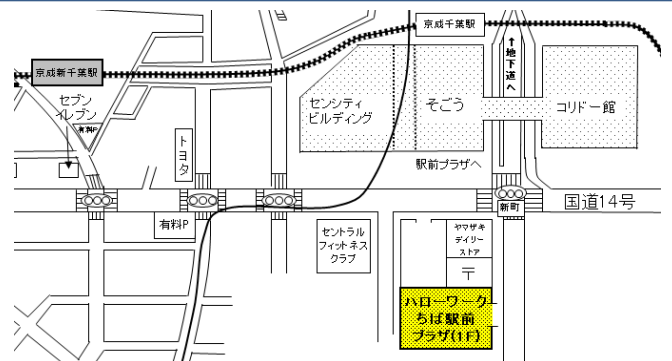 京成千葉駅
京成新千葉駅
↑地下道へ
セブン
イレブン
有料P
トヨタ
センシティ
ビルディング
そごう
コリドー館
駅前プラザへ
国道14号
新町
有料P
セントラル
フィットネス
クラブ
ヤマザキ
デイリー
ストア
〒
ハローワーク
ちば駅前
プラザ(1F)